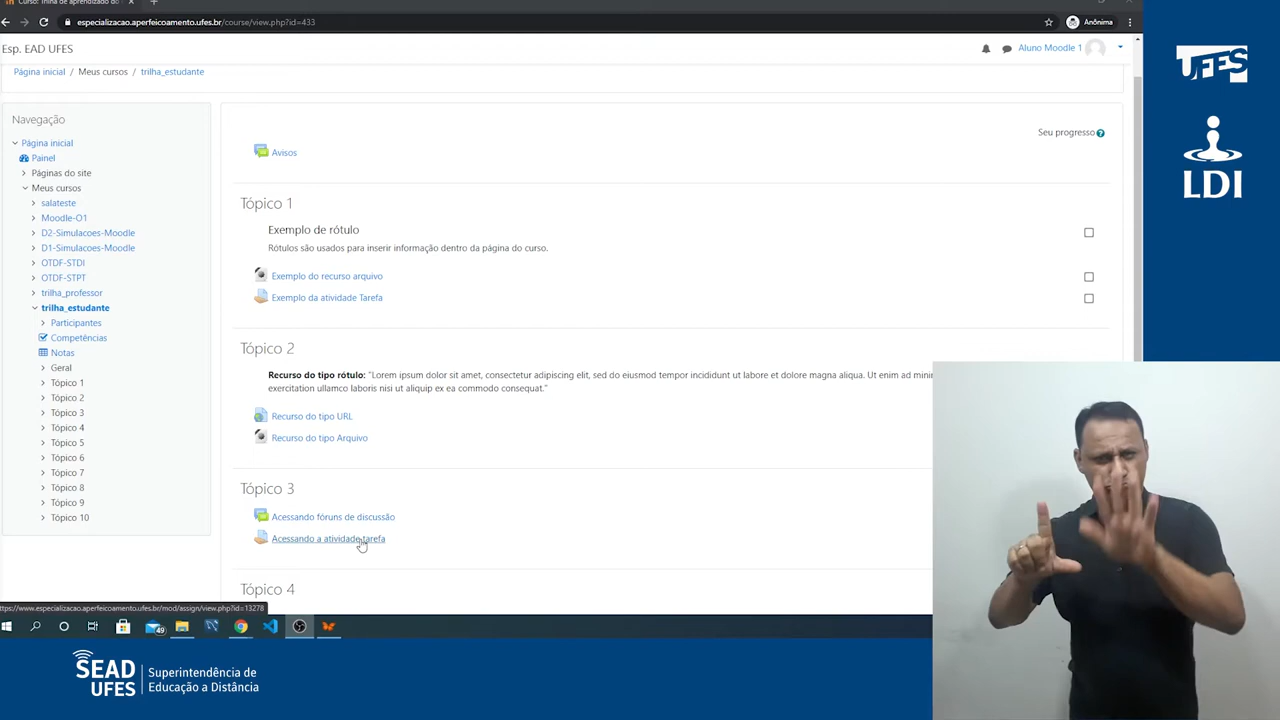 Curso: Trilha de aprendizado do
especializacao.aperfeicoamento.ufes.br/course/view.php?id=433
Anônima
Esp. EAD UFES
Aluno Moodle 1
Página inicial / Meus cursos / trilha_estudante
UFES
LDI
Navegação
Página inicial
Painel
Páginas do site
Meus cursos
salateste
Moodle-O1
D2-Simulacoes-Moodle
D1-Simulacoes-Moodle
OTDF-STDI
OTDF-STPT
trilha_professor
trilha_estudante
Participantes
Competências
Notas
Geral
Tópico 1
Tópico 2
Tópico 3
Tópico 4
Tópico 5
Tópico 6
Tópico 7
Tópico 8
Tópico 9
Tópico 10
Seu progresso
Avisos
Tópico 1
Exemplo de rótulo
Rótulos são usados para inserir informação dentro da página do curso.
Exemplo do recurso arquivo
Exemplo da atividade Tarefa
Tópico 2
Recurso do tipo rótulo: "Lorem ipsum dolor sit amet, consectetur adipiscing elit, sed do eiusmod tempor incididunt ut labore et dolore magna aliqua. Ut enim ad mini
exercitation ullamco laboris nisi ut aliquip ex ea commodo consequat."
Recurso do tipo URL
Recurso do tipo Arquivo
Tópico 3
Acessando fóruns de discussão
Acessando a atividade tarefa
Tópico 4
ttps://www.especializacao.aperfeicoamento.ufes.br/mod/assign/view.php?id=13278
49
SEAD
UFES
Superintendência de
Educação a Distância